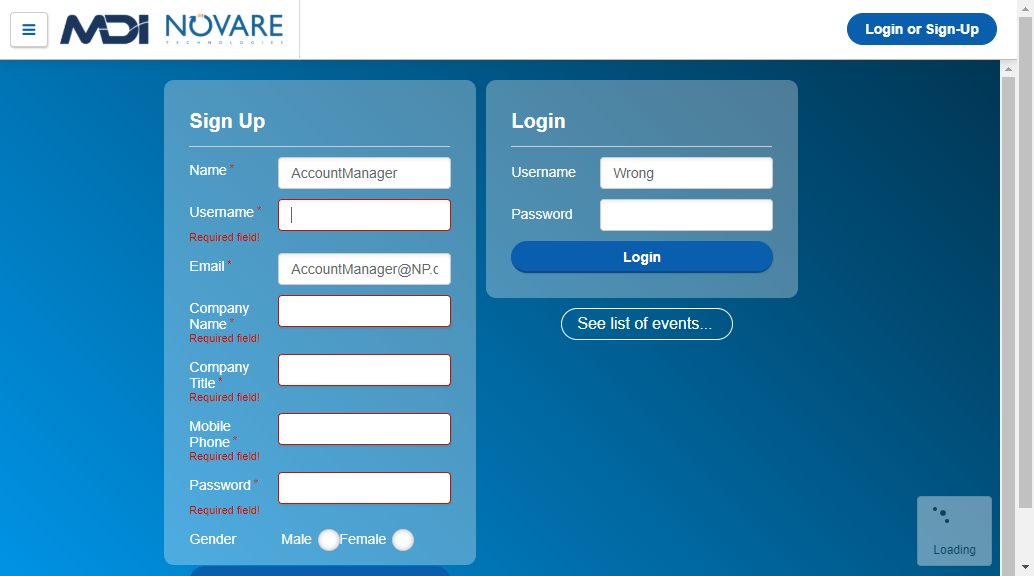 MDI NOVARE
TECHNOLOGIES
Login or Sign-Up
Sign Up
Name *
AccountManager
Username *
Required field!
Email *
AccountManager@NP.c
Company
Name *
Required field!
Company
Title *
Required field!
Mobile
Phone *
Required field!
Password *
Required field!
Gender
Male
Female
Login
Username
Wrong
Password
Login
See list of events...
Loading